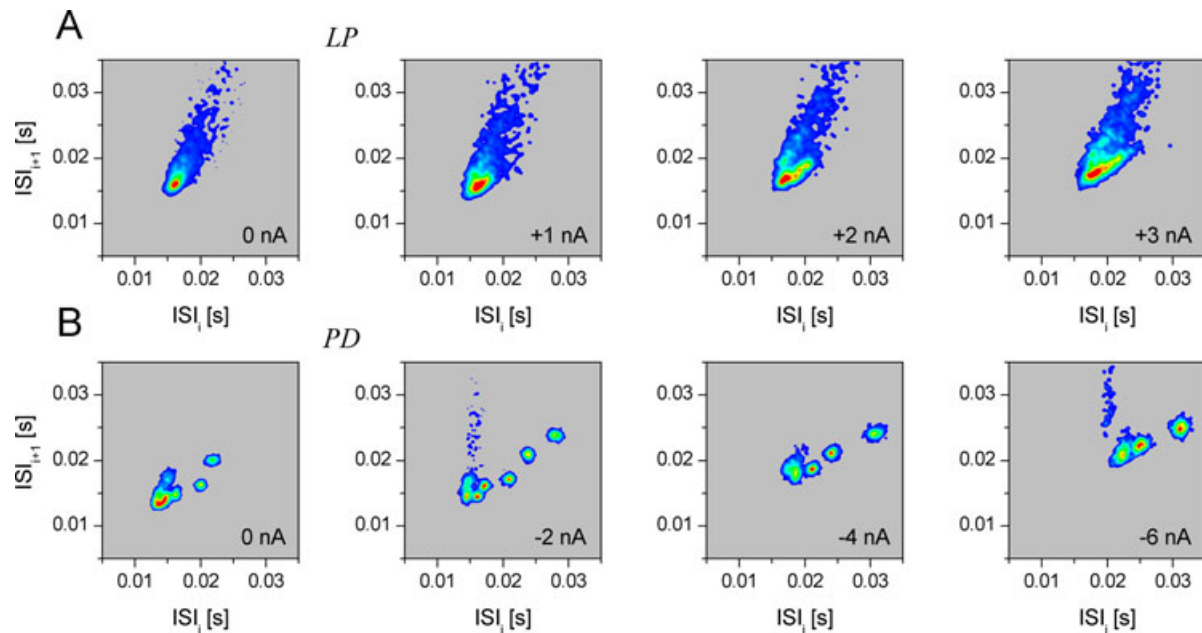 A
LP
0.03 0.03 0.03 0.03
ISIi+1 [s]
0.02 0.02 0.02 0.02
0.01 0.01 0.01 0.01
0 nA +1 nA +2 nA +3 nA
0.01 0.02 0.03 0.01 0.02 0.03 0.01 0.02 0.03 0.01 0.02 0.03
ISIi [s] ISIi [s] ISIi [s] ISIi [s]
B
PD
0.03 0.03 0.03 0.03
ISIi+1 [s]
0.02 0.02 0.02 0.02
0.01 0.01 0.01 0.01
0 nA -2 nA -4 nA -6 nA
0.01 0.02 0.03 0.01 0.02 0.03 0.01 0.02 0.03 0.01 0.02 0.03
ISIi [s] ISIi [s] ISIi [s] ISIi [s]